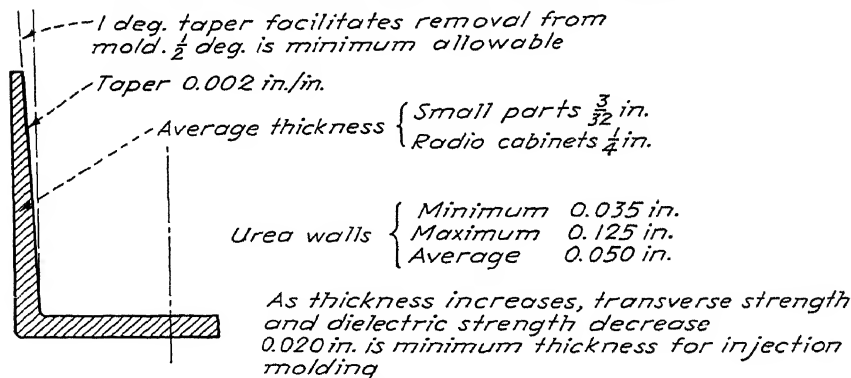 1 deg. taper facilitates removal from
mold. ½ deg. is minimum allowable
Taper 0.002 in./in.
Average thickness { Small parts 3/32 in.
Radio cabinets ¼ in.
Urea walls { Minimum 0.035 in.
Maximum 0.125 in.
Average 0.050 in.
As thickness increases, transverse strength
and dielectric strength decrease
0.020 in. is minimum thickness for injection
molding